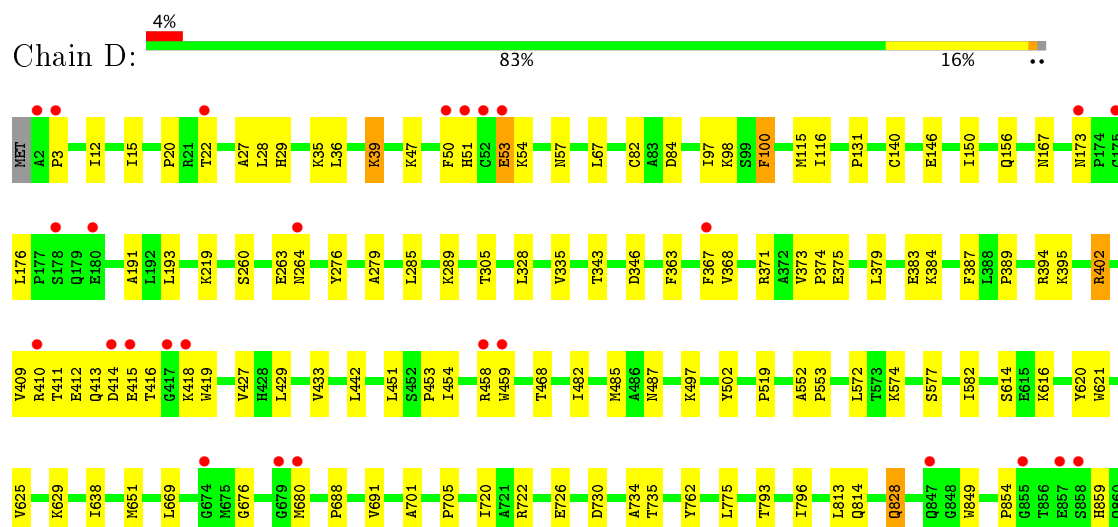 4%
Chain D:
83% 16% ••
MET A2 P3 I12 I15 P20 R21 T22 A27 L28 H29 K35 L36 A39 K47 F50 H51 C52 E53 K54 N57 L67 C82 A83 D84 I97 K98 S99 F100 M115 I116 P131 C140 E146 I150 Q156 N167 N173 P174 G175
L176 P177 S178 Q179 E180 A191 L192 L193 K219 S260 E263 N264 Y276 A279 L285 K289 T305 L328 V335 T343 D346 F363 F367 V368 R371 A372 V373 P374 E375 L379 E383 K384 F387 L388 P399 R394 K395 R402
V409 R410 T411 E412 Q413 D414 E415 T416 G417 K418 W419 V427 H428 L429 V433 L442 L451 S452 P453 I454 R458 W459 T468 I482 M485 A486 N487 K497 Y502 P519 A552 P553 L572 T573 K574 S577 I582 S614 E615 K616 Y620 W621
V625 K629 I638 M651 L669 G674 M675 G676 G679 M680 P688 V691 A701 P705 I720 A721 R722 E726 D730 A734 T735 Y762 L775 T793 I796 L813 Q814 Q828 Q847 G848 W849 P854 G855 T856 E857 S858 H859